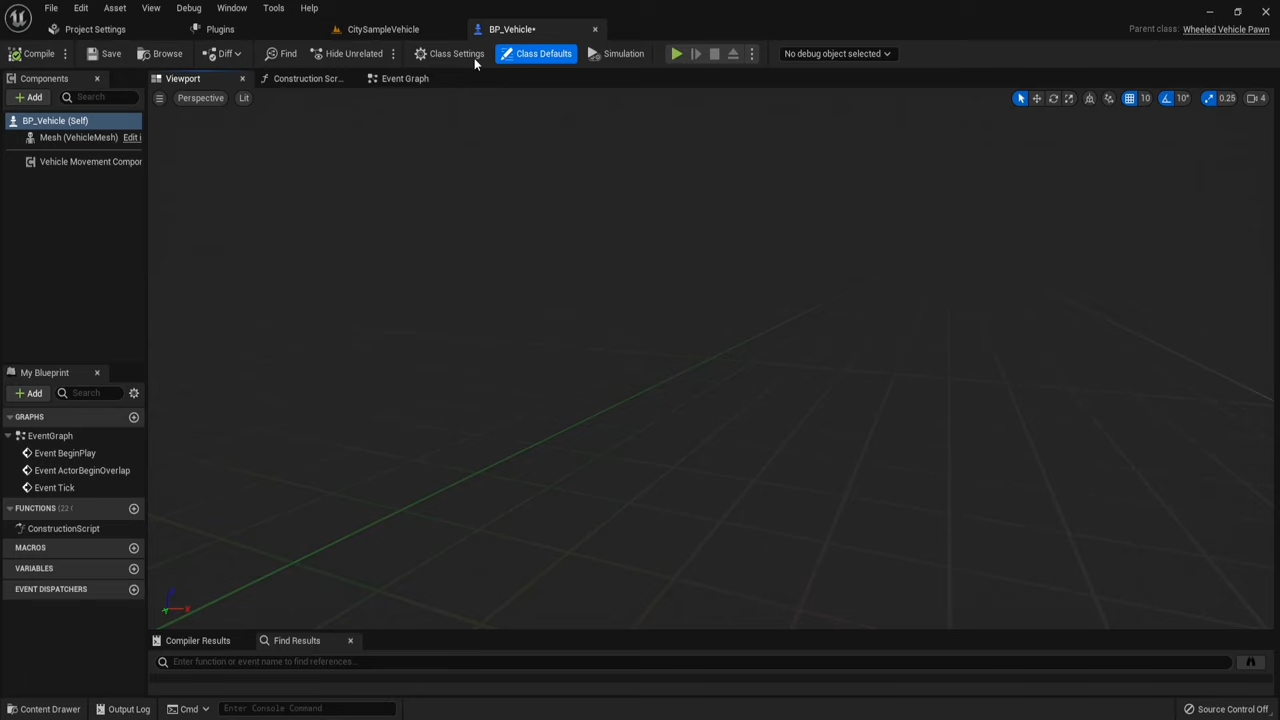 File Edit Asset View Debug Window Tools Help
Project Settings Plugins CitySampleVehicle BP_Vehicle* Parent class: Wheeled Vehicle Pawn
Compile Save Browse Diff Find Hide Unrelated Class Settings Class Defaults Simulation No debug object selected
Components Viewport Construction Scr... Event Graph
Add Search Perspective Lit 10 10° 0.25 4
BP_Vehicle (Self)
Mesh (VehicleMesh) Edit i
Vehicle Movement Compor
My Blueprint
Add Search
GRAPHS
EventGraph
Event BeginPlay
Event ActorBeginOverlap
Event Tick
FUNCTIONS (22
ConstructionScript
MACROS
VARIABLES
EVENT DISPATCHERS
X
Compiler Results Find Results
Enter function or event name to find references...
Content Drawer Output Log Cmd Enter Console Command Source Control Off